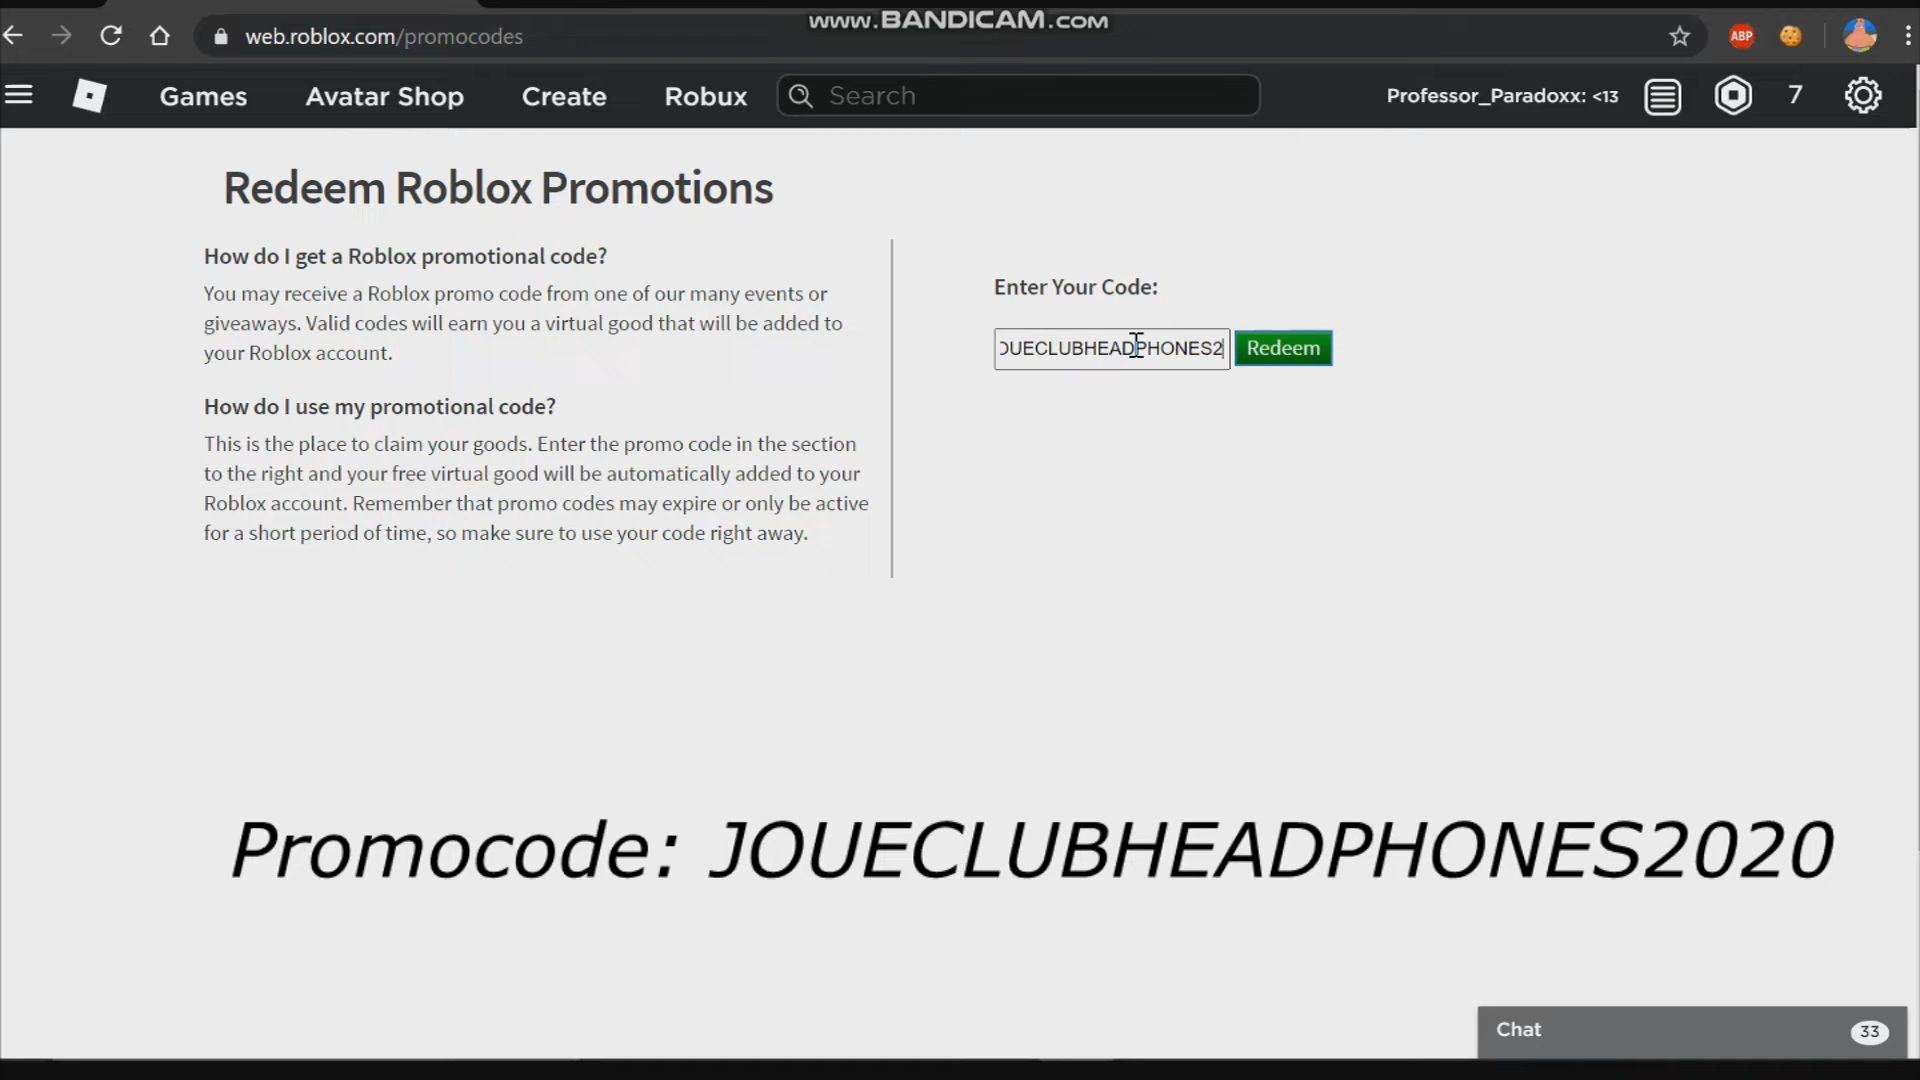 www.BANDICAM.com
web.roblox.com/promocodes
ABP
Games Avatar Shop Create Robux Search Professor_Paradoxx: <13 7
Redeem Roblox Promotions
How do I get a Roblox promotional code?
You may receive a Roblox promo code from one of our many events or
giveaways. Valid codes will earn you a virtual good that will be added to
your Roblox account.
How do I use my promotional code?
This is the place to claim your goods. Enter the promo code in the section
to the right and your free virtual good will be automatically added to your
Roblox account. Remember that promo codes may expire or only be active
for a short period of time, so make sure to use your code right away.
Enter Your Code:
OUECLUBHEADPHONES2 Redeem
Promocode: JOUECLUBHEADPHONES2020
Chat 33